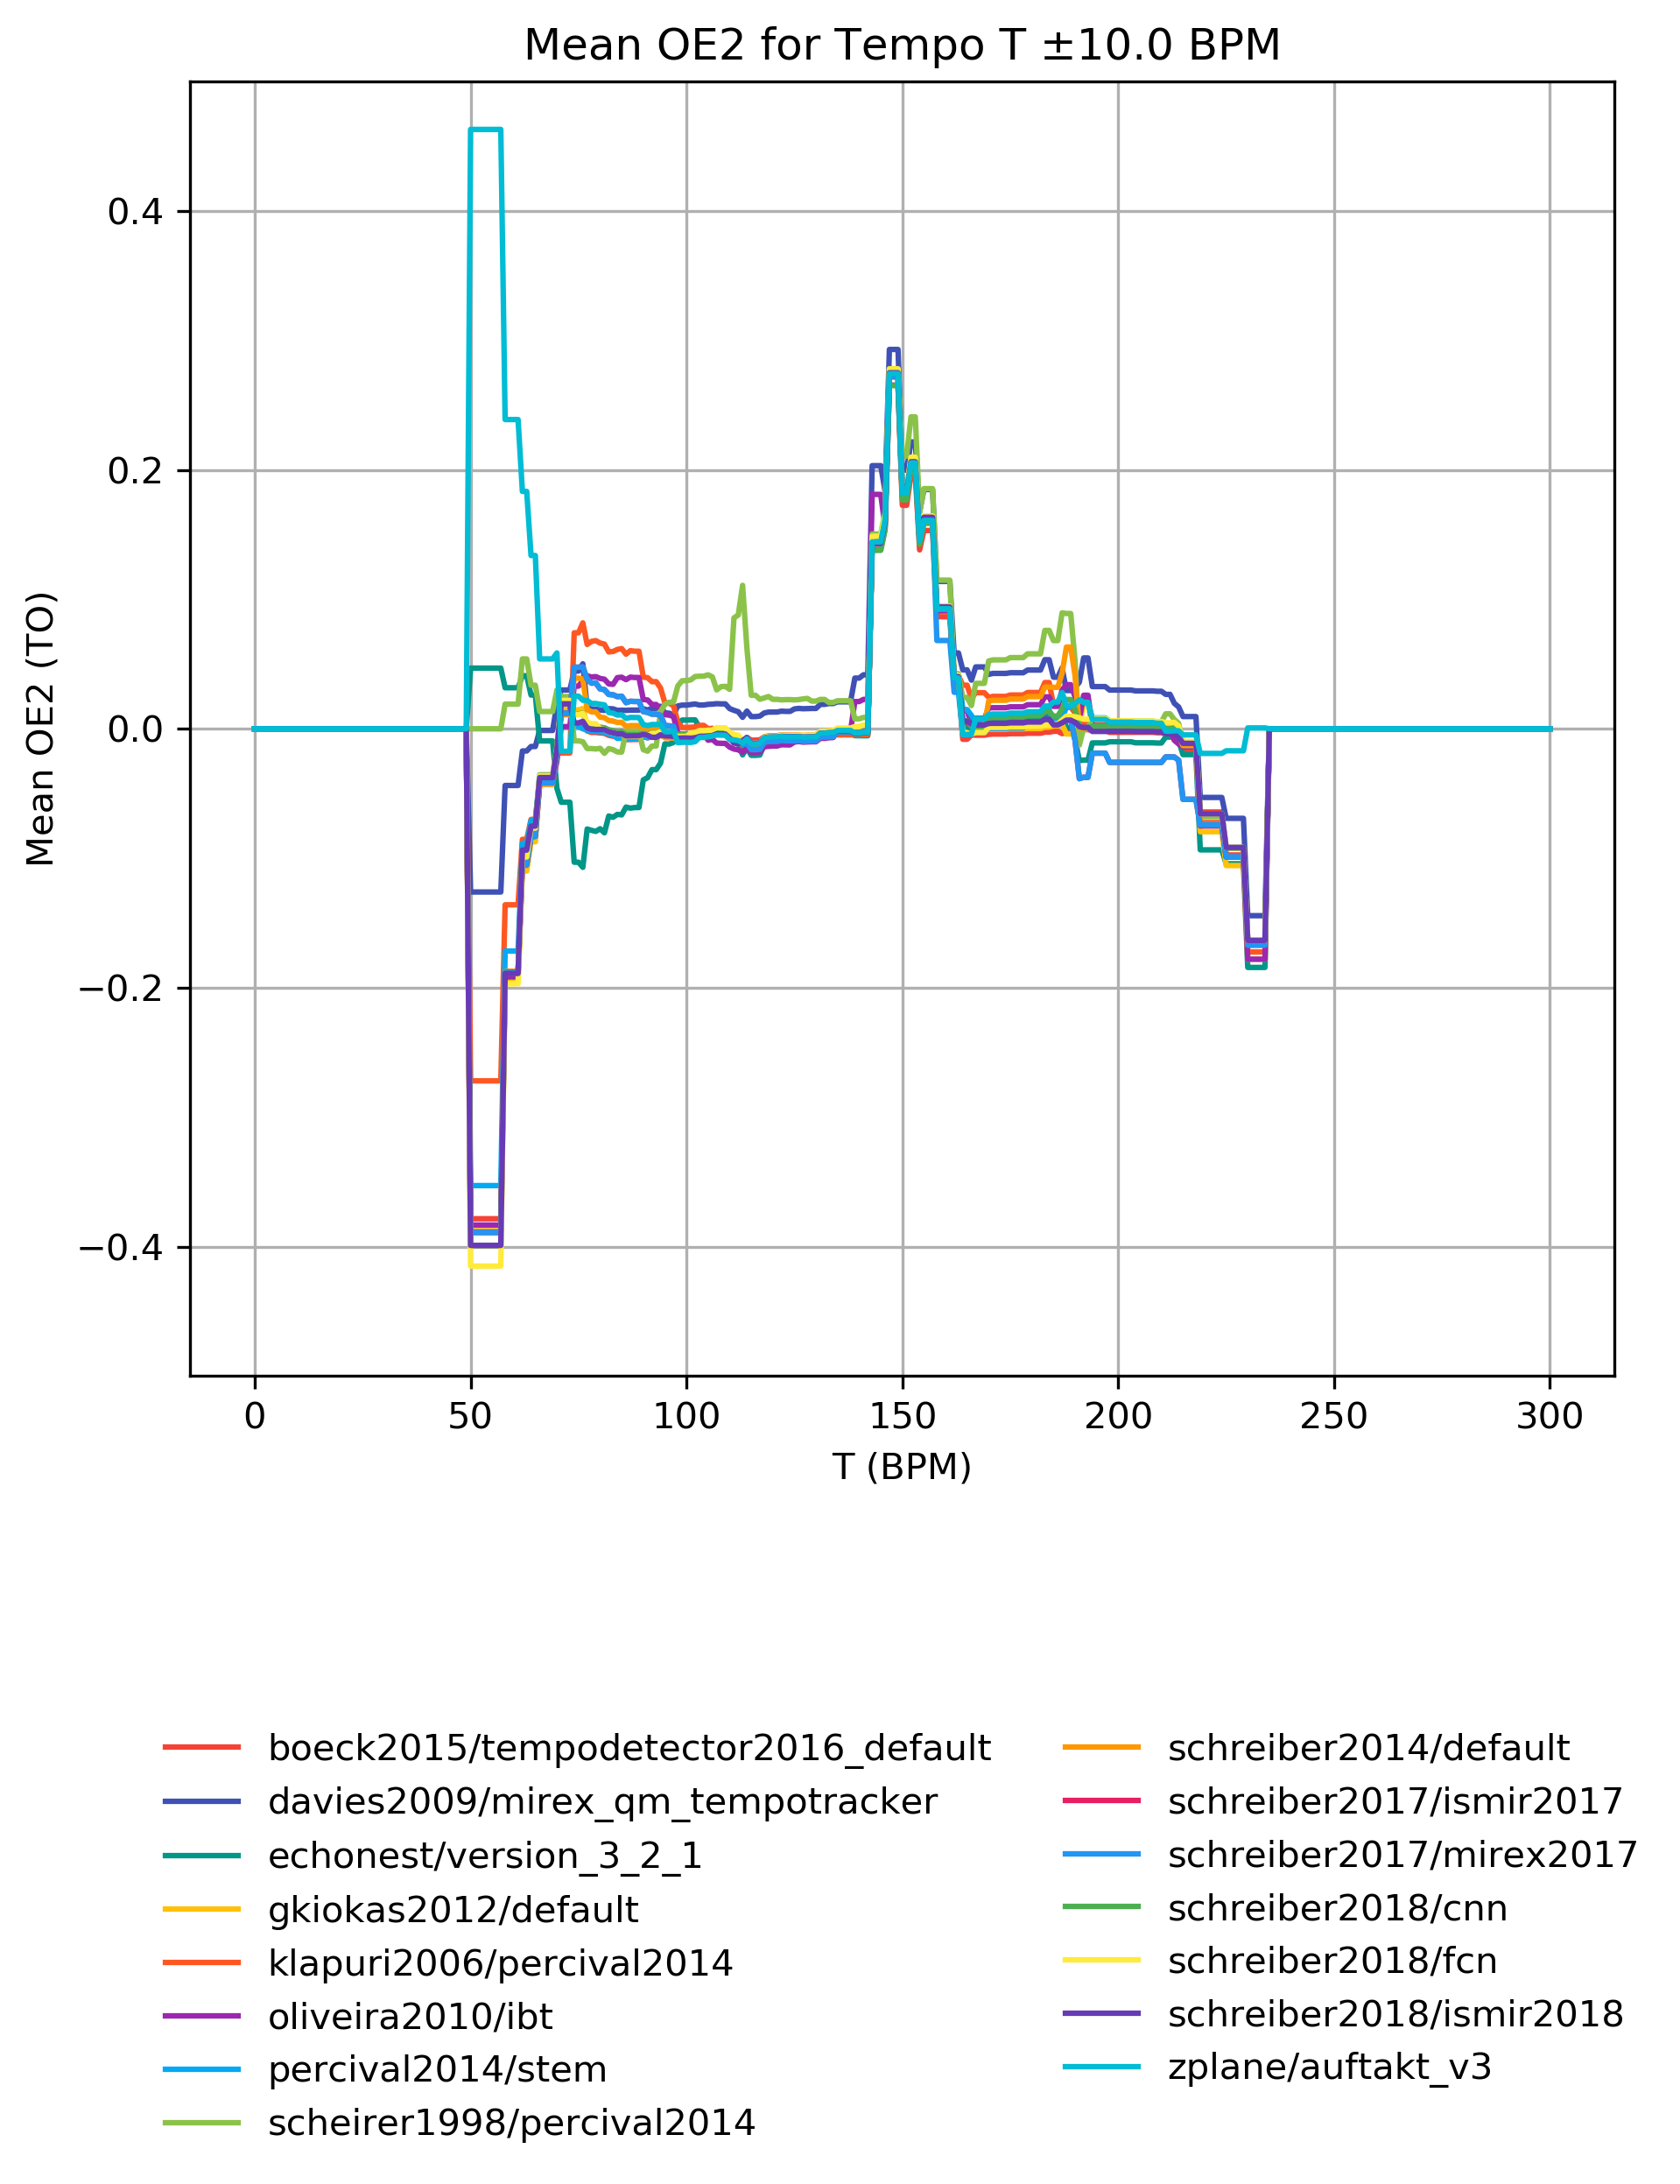 Mean OE2 for Tempo T ±10.0 BPM
Mean OE2 (TO)
0.4
0.2
0.0
−0.2
−0.4
0 50 100 150 200 250 300
T (BPM)
boeck2015/tempodetector2016_default
davies2009/mirex_qm_tempotracker
echonest/version_3_2_1
gkiokas2012/default
klapuri2006/percival2014
oliveira2010/ibt
percival2014/stem
scheirer1998/percival2014
schreiber2014/default
schreiber2017/ismir2017
schreiber2017/mirex2017
schreiber2018/cnn
schreiber2018/fcn
schreiber2018/ismir2018
zplane/auftakt_v3